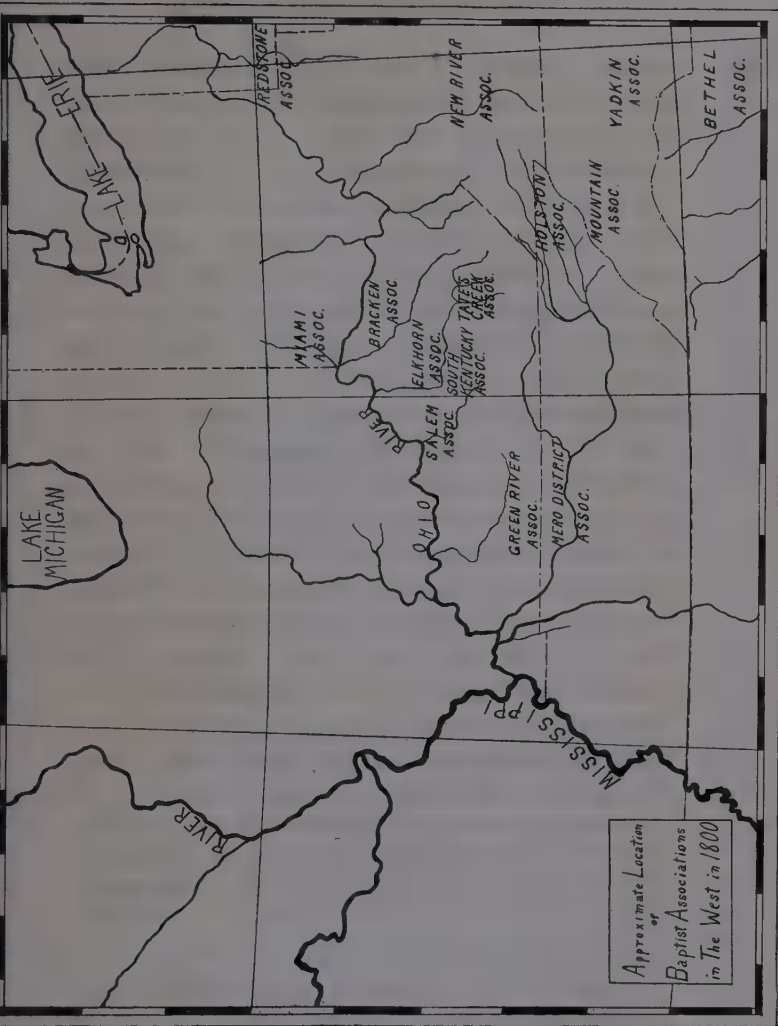 LAKE
MICHIGAN
LAKE ERIE
REDSTONE
ASSOC.
NEW RIVER
ASSOC.
YADKIN
ASSOC.
BETHEL
ASSOC.
HOLSTON
ASSOC.
MOUNTAIN
ASSOC.
MIAMI
ASSOC.
BRACKEN
ASSOC
ELKHORN
ASSOC.
TATE'S
CREEK
ASSOC.
SOUTH
KENTUCKY
ASSOC.
SALEM
ASSOC.
GREEN RIVER
ASSOC.
MERO DISTRICT
ASSOC.
OHIO RIVER
MISSISSIPPI
RIVER
Approximate Location
of
Baptist Associations
in The West in 1800